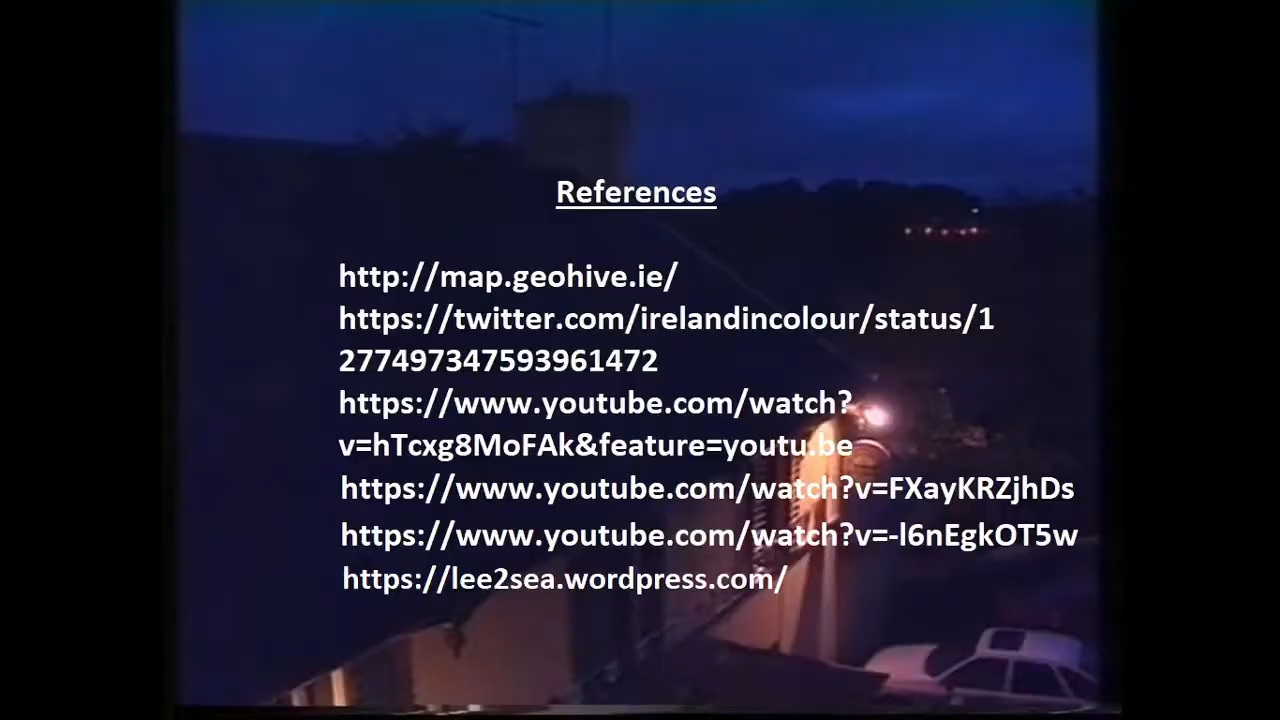 References
http://map.geohive.ie/
https://twitter.com/irelandincolour/status/1
277497347593961472
https://www.youtube.com/watch?
v=hTcxg8MoFAk&feature=youtu.be
https://www.youtube.com/watch?v=FXayKRZjhDs
https://www.youtube.com/watch?v=-l6nEgkOT5w
https://lee2sea.wordpress.com/